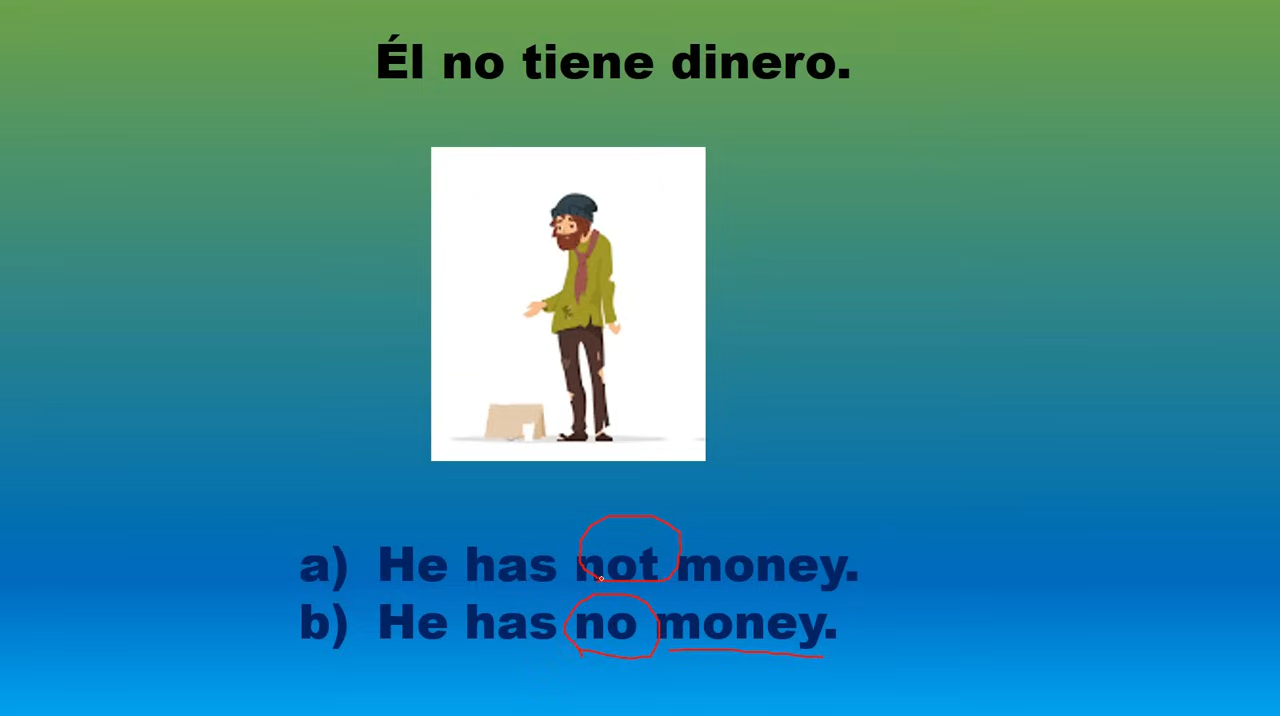 Él no tiene dinero.
a) He has not money.
b) He has no money.